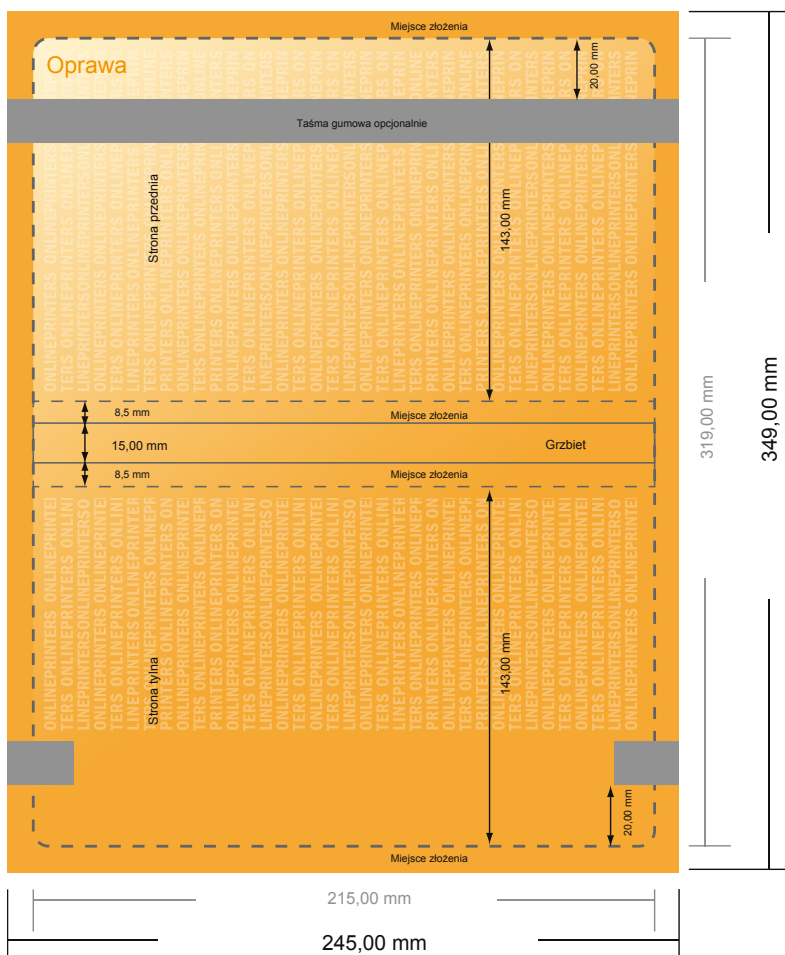 Miejsce złożenia
Oprawa
20,00 mm
Taśma gumowa opcjonalnie
Strona przednia
143,00 mm
319,00 mm
349,00 mm
8,5 mm
Miejsce złożenia
15,00 mm
Grzbiet
8,5 mm
Miejsce złożenia
Strona tylna
143,00 mm
20,00 mm
Miejsce złożenia
215,00 mm
245,00 mm